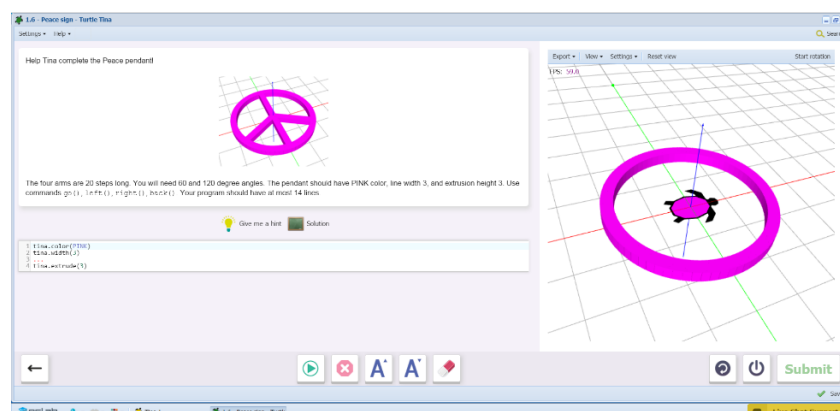 1.6 - Peace sign - Turtle Tina
Settings Help
Sear
Help Tina complete the Peace pendant!
Export View Settings Reset view Start rotation
FPS: 59.6
The four arms are 20 steps long. You will need 60 and 120 degree angles. The pendant should have PINK color, line width 3, and extrusion height 3. Use
commands go(), left(), right(), back(). Your program should have at most 14 lines
Give me a hint Solution
1 tina.color(PINK)
2 tina.width(3)
3 ...
4 tina.extrude(3)
A A
Submit